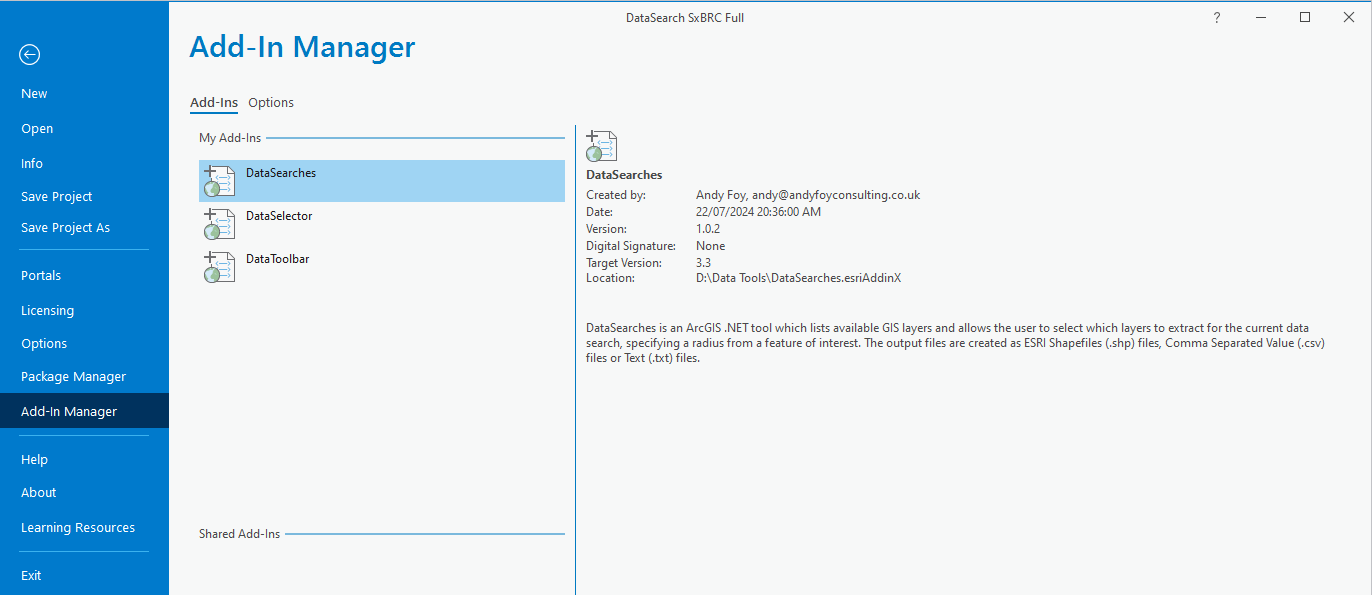 DataSearch SxBRC Full
?
Add-In Manager
New
Open
Info
Save Project
Save Project As
Portals
Licensing
Options
Package Manager
Add-In Manager
Help
About
Learning Resources
Exit
Add-Ins Options
My Add-Ins
DataSearches
DataSelector
DataToolbar
Shared Add-Ins
DataSearches
Created by: Andy Foy, andy@andyfoyconsulting.co.uk
Date: 22/07/2024 20:36:00 AM
Version: 1.0.2
Digital Signature: None
Target Version: 3.3
Location: D:\Data Tools\DataSearches.esriAddinX
DataSearches is an ArcGIS .NET tool which lists available GIS layers and allows the user to select which layers to extract for the current data
search, specifying a radius from a feature of interest. The output files are created as ESRI Shapefiles (.shp) files, Comma Separated Value (.csv)
files or Text (.txt) files.